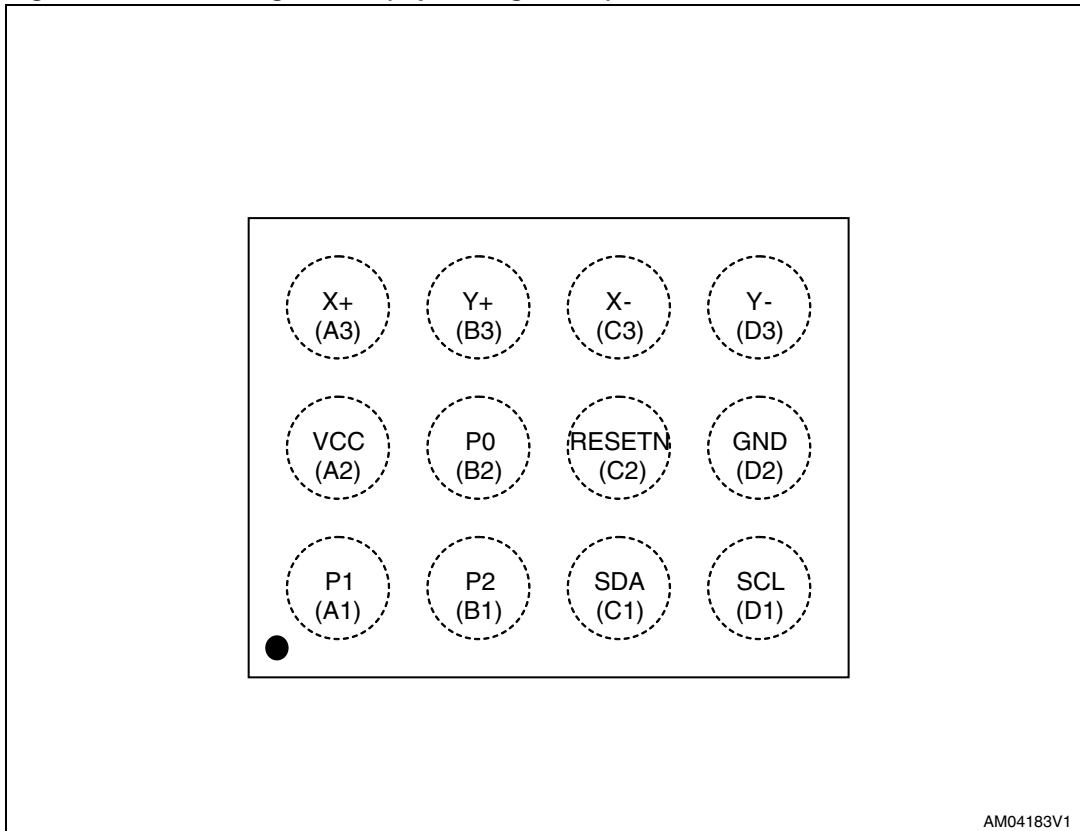 X+
(A3)
Y+
(B3)
X-
(C3)
Y-
(D3)
VCC
(A2)
P0
(B2)
RESETN
(C2)
GND
(D2)
P1
(A1)
P2
(B1)
SDA
(C1)
SCL
(D1)
AM04183V1